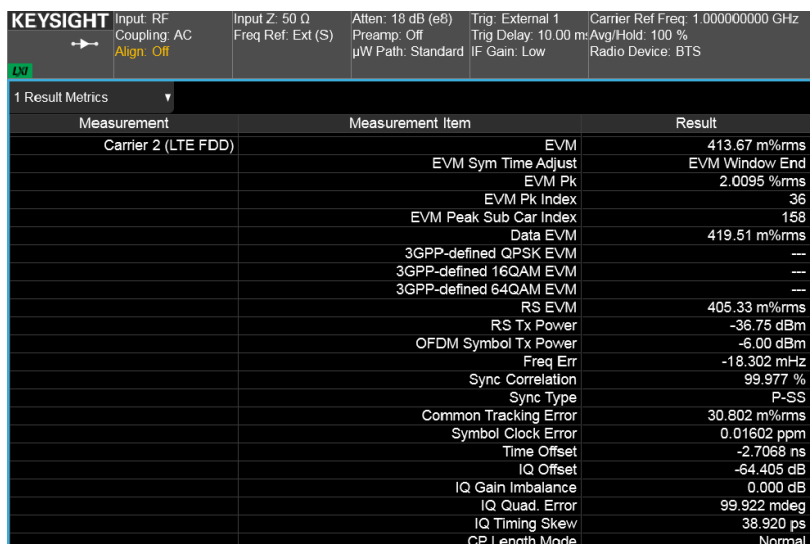 KEYSIGHT Input: RF Input Z: 50 Ω Atten: 18 dB (e8) Trig: External 1 Carrier Ref Freq: 1.000000000 GHz
Coupling: AC Freq Ref: Ext (S) Preamp: Off Trig Delay: 10.00 ms Avg/Hold: 100 %
Align: Off µW Path: Standard IF Gain: Low Radio Device: BTS
LXI
1 Result Metrics
Measurement Measurement Item Result
Carrier 2 (LTE FDD) EVM 413.67 m%rms
EVM Sym Time Adjust EVM Window End
EVM Pk 2.0095 %rms
EVM Pk Index 36
EVM Peak Sub Car Index 158
Data EVM 419.51 m%rms
3GPP-defined QPSK EVM ---
3GPP-defined 16QAM EVM ---
3GPP-defined 64QAM EVM ---
RS EVM 405.33 m%rms
RS Tx Power -36.75 dBm
OFDM Symbol Tx Power -6.00 dBm
Freq Err -18.302 mHz
Sync Correlation 99.977 %
Sync Type P-SS
Common Tracking Error 30.802 m%rms
Symbol Clock Error 0.01602 ppm
Time Offset -2.7068 ns
IQ Offset -64.405 dB
IQ Gain Imbalance 0.000 dB
IQ Quad. Error 99.922 mdeg
IQ Timing Skew 38.920 ps
CP Length Mode Normal